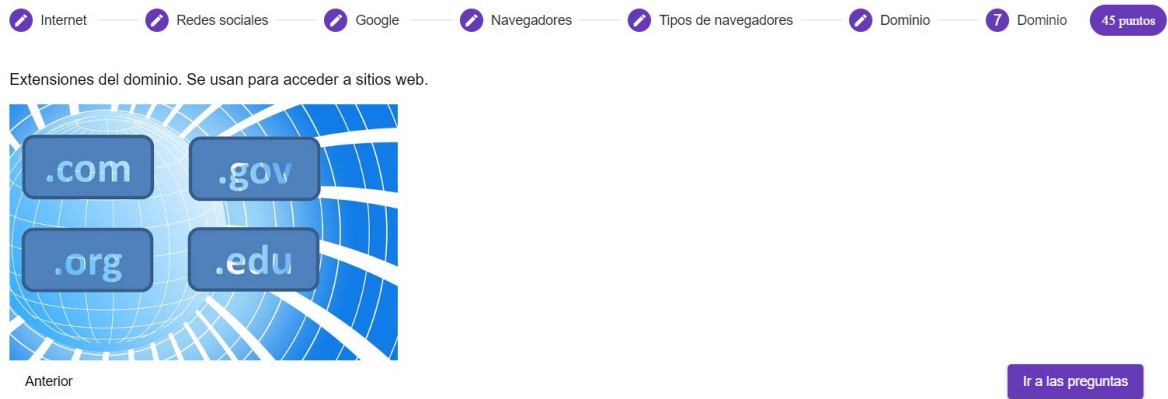 Internet Redes sociales Google Navegadores Tipos de navegadores Dominio 7 Dominio 45 puntos
Extensiones del dominio. Se usan para acceder a sitios web.
.com .gov
.org .edu
Anterior Ir a las preguntas